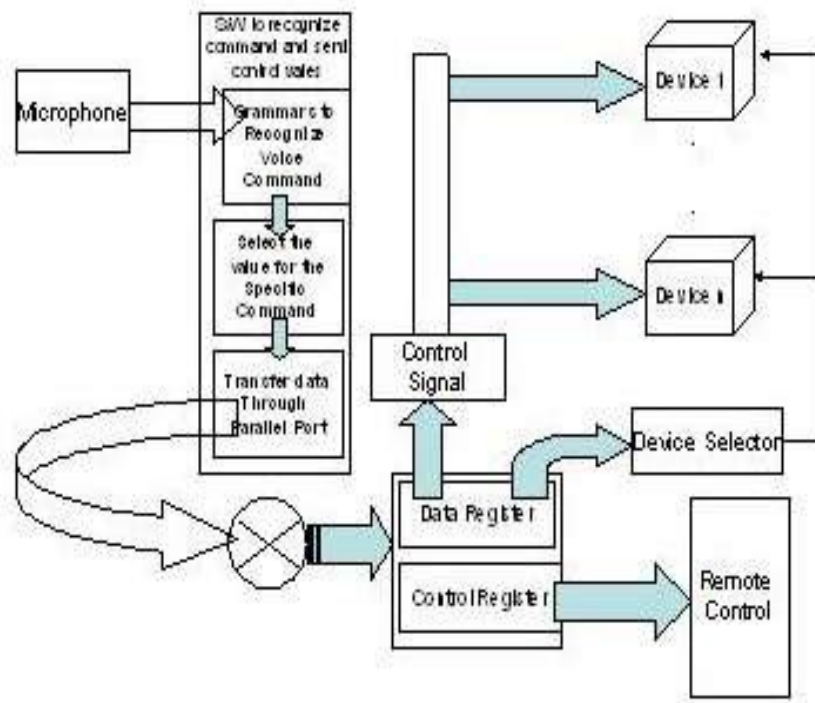 S/W to recognize
command and send
control vales
Microphone
Grammars to
Recognize
Voice
Command
Select the
value for the
Specific
Command
Transfer data
Through
Parallel Port
Device 1
Device n
Control
Signal
Device Selector
Data Register
Control Register
Remote
Control